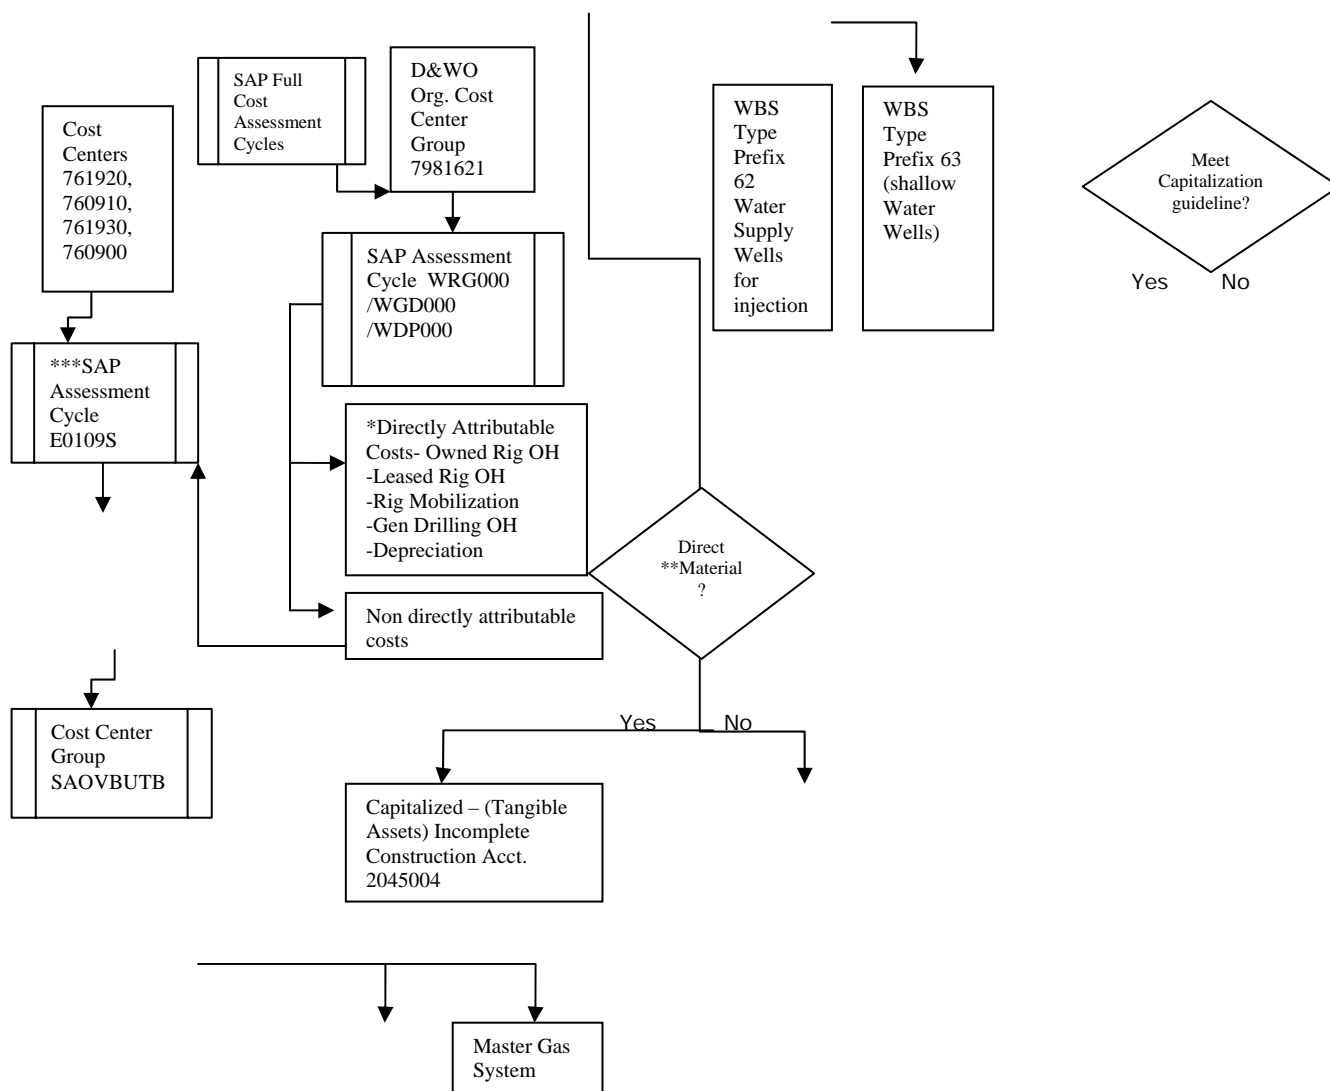 SAP Full
Cost
Assessment
Cycles
D&WO
Org. Cost
Center
Group
7981621
WBS
Type
Prefix
62
Water
Supply
Wells
for
injection
WBS
Type
Prefix 63
(shallow
Water
Wells)
Meet
Capitalization
guideline?
Yes
No
Cost
Centers
761920,
760910,
761930,
760900
SAP Assessment
Cycle  WRG000
/WGD000
/WDP000
***SAP
Assessment
Cycle
E0109S
*Directly Attributable
Costs- Owned Rig OH
-Leased Rig OH
-Rig Mobilization
-Gen Drilling OH
-Depreciation
Direct
**Material
?
Non directly attributable
costs
Yes
No
Cost Center
Group
SAOVBUTB
Capitalized – (Tangible
Assets) Incomplete
Construction Acct.
2045004
Master Gas
System